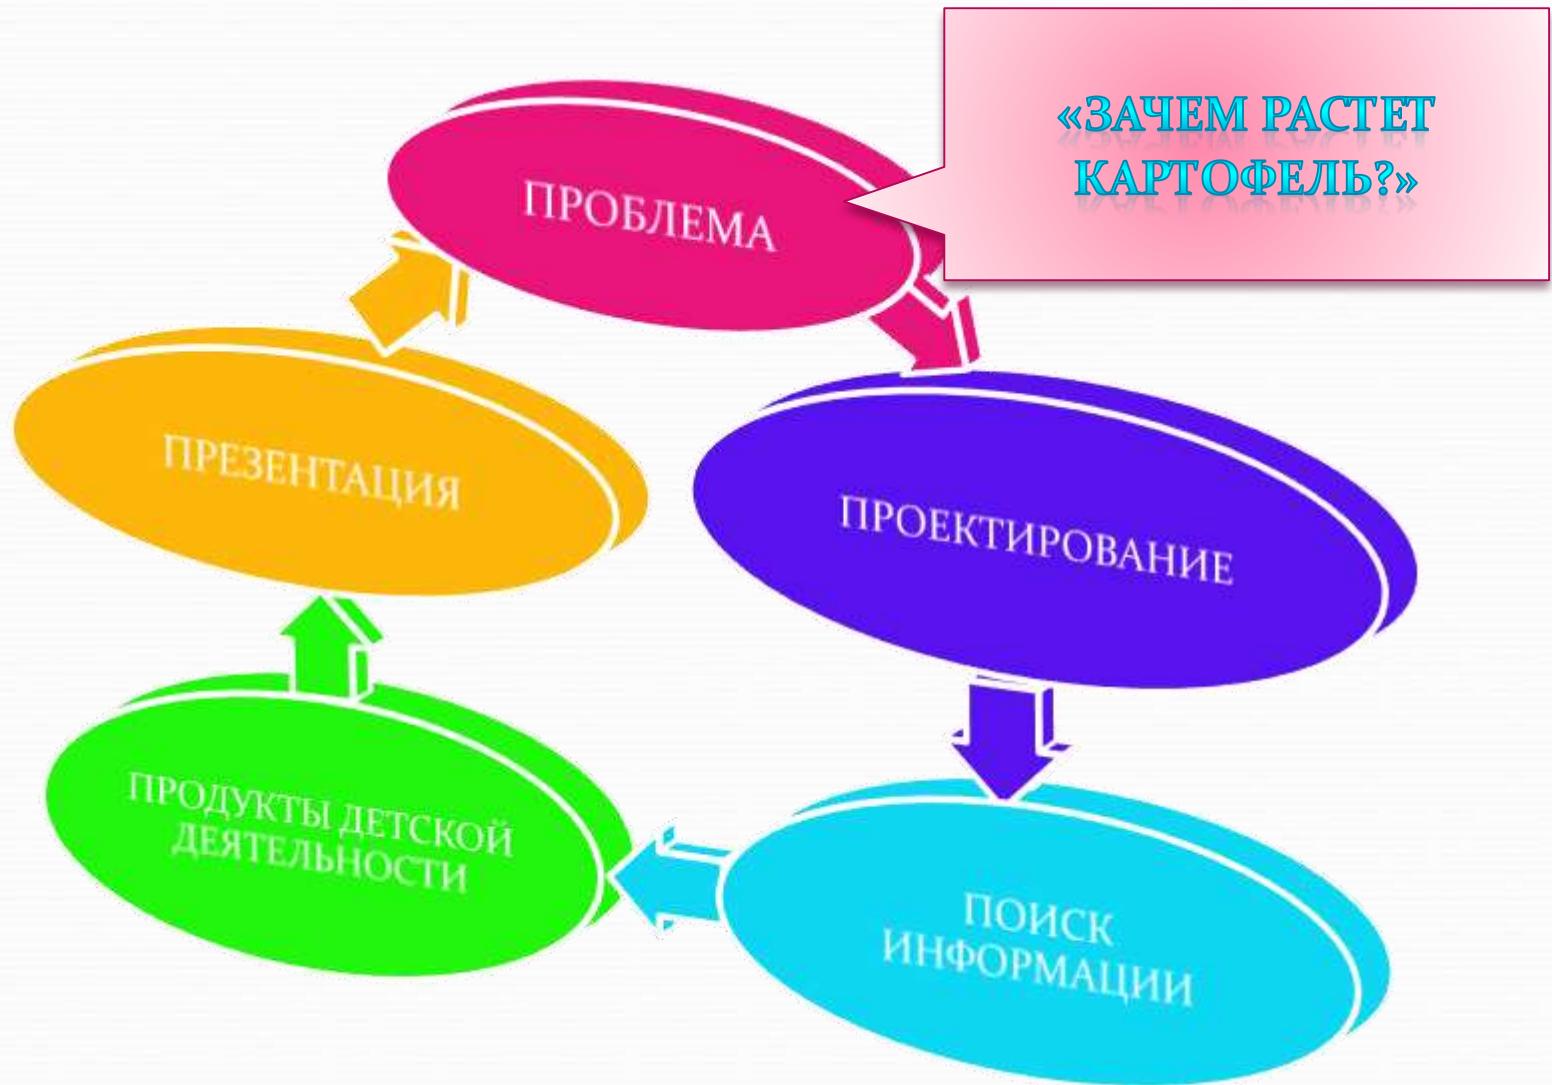 «ЗАЧЕМ РАСТЕТ
КАРТОФЕЛЬ?»
ПРОБЛЕМА
ПРОЕКТИРОВАНИЕ
ПОИСК
ИНФОРМАЦИИ
ПРОДУКТЫ ДЕТСКОЙ
ДЕЯТЕЛЬНОСТИ
ПРЕЗЕНТАЦИЯ